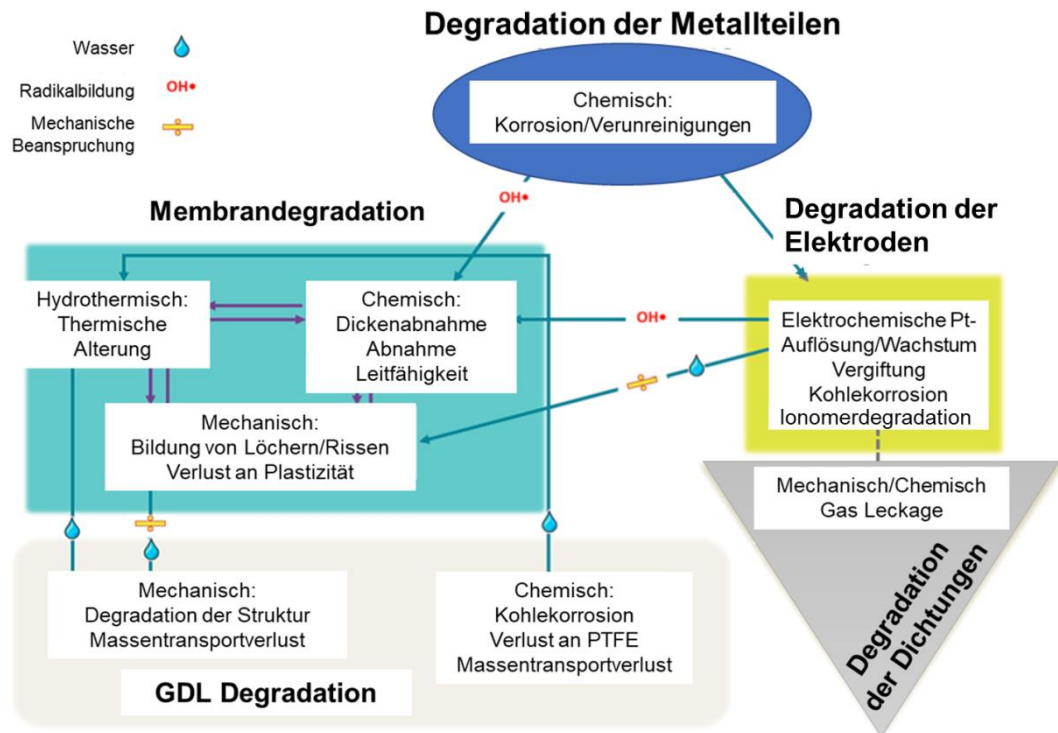 Degradation der Metallteilen
Wasser
Radikalbildung
OH•
Mechanische
Beanspruchung
Chemisch:
Korrosion/Verunreinigungen
OH•
Membrandegradation
Degradation der
Elektroden
Hydrothermisch:
Thermische
Alterung
Chemisch:
Dickenabnahme
Abnahme
Leitfähigkeit
OH•
Elektrochemische Pt-
Auflösung/Wachstum
Vergiftung
Kohlekorrosion
Ionomerdegradation
Mechanisch:
Bildung von Löchern/Rissen
Verlust an Plastizität
Mechanisch/Chemisch
Gas Leckage
Degradation
der Dichtungen
Mechanisch:
Degradation der Struktur
Massentransportverlust
Chemisch:
Kohlekorrosion
Verlust an PTFE
Massentransportverlust
GDL Degradation